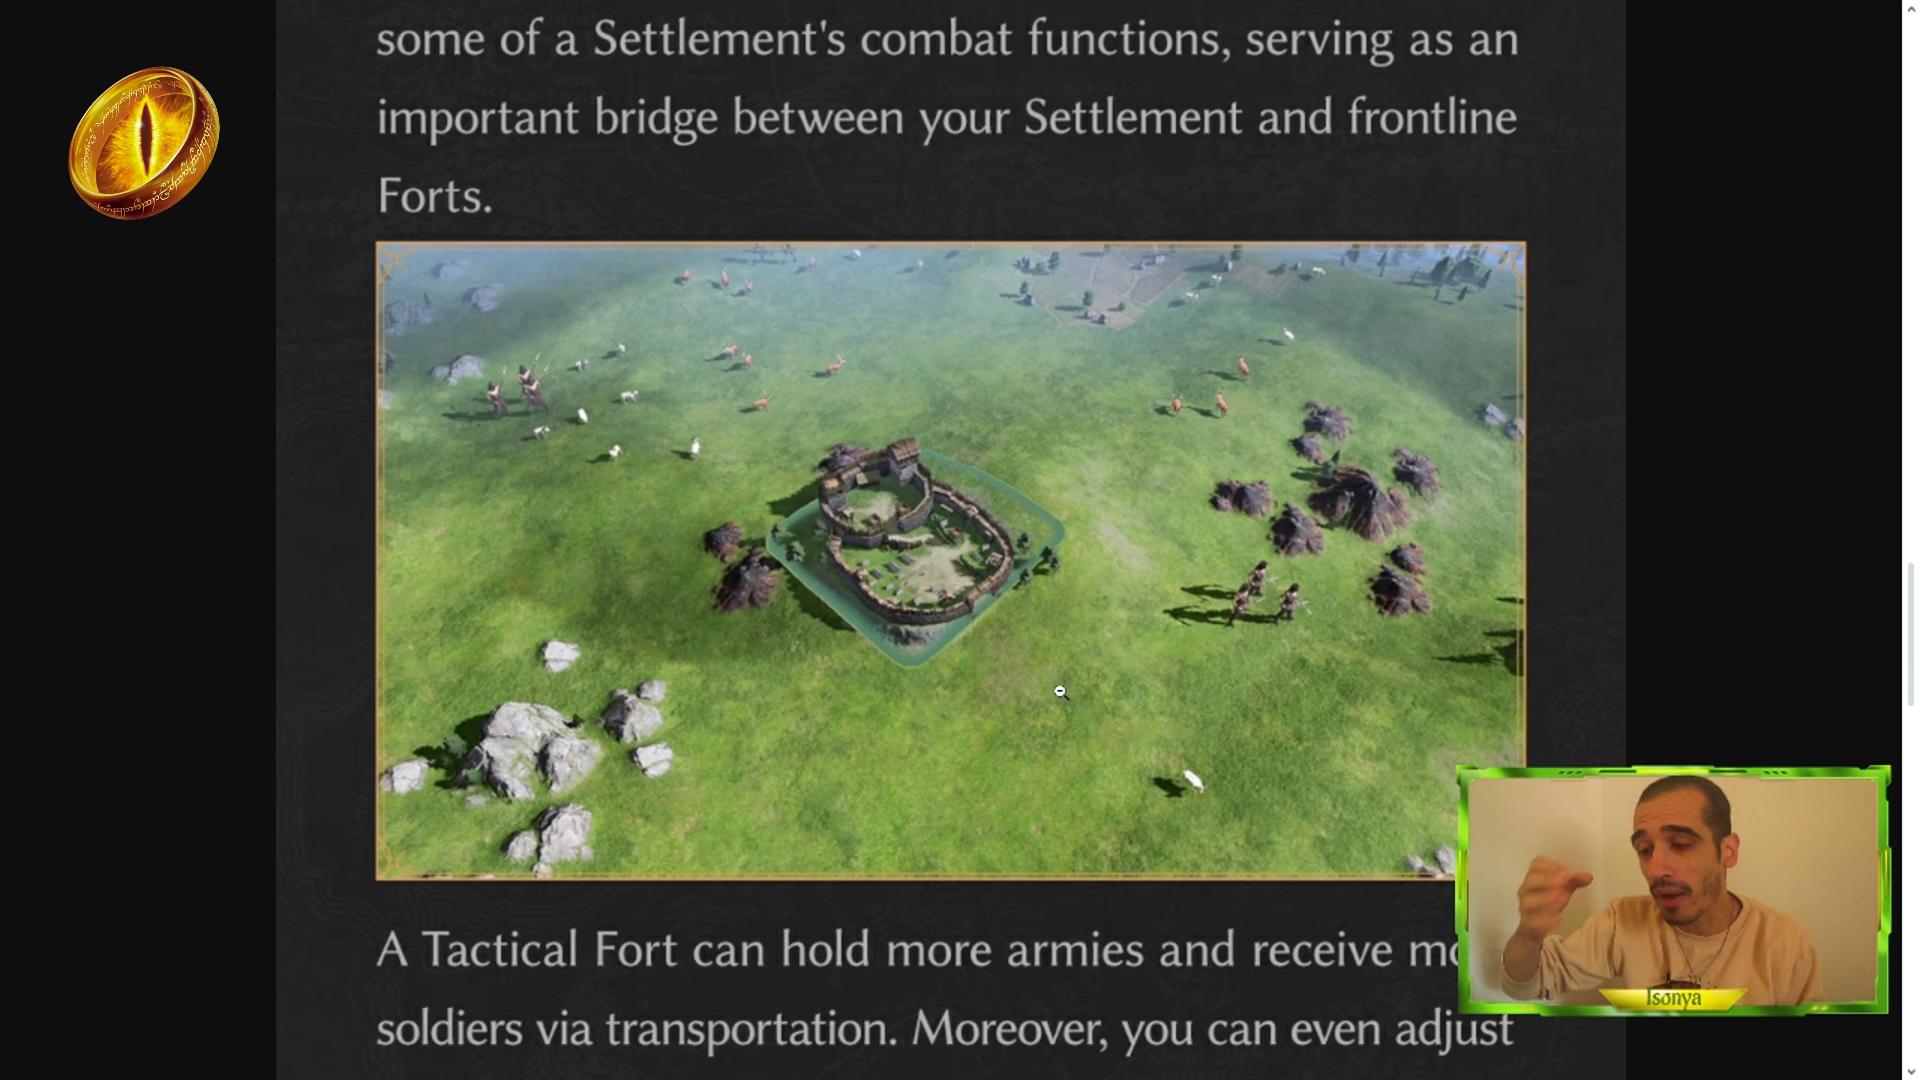 some of a Settlement's combat functions, serving as an
important bridge between your Settlement and frontline
Forts.
A Tactical Fort can hold more armies and receive
soldiers via transportation. Moreover, you can even adjust
Isonya